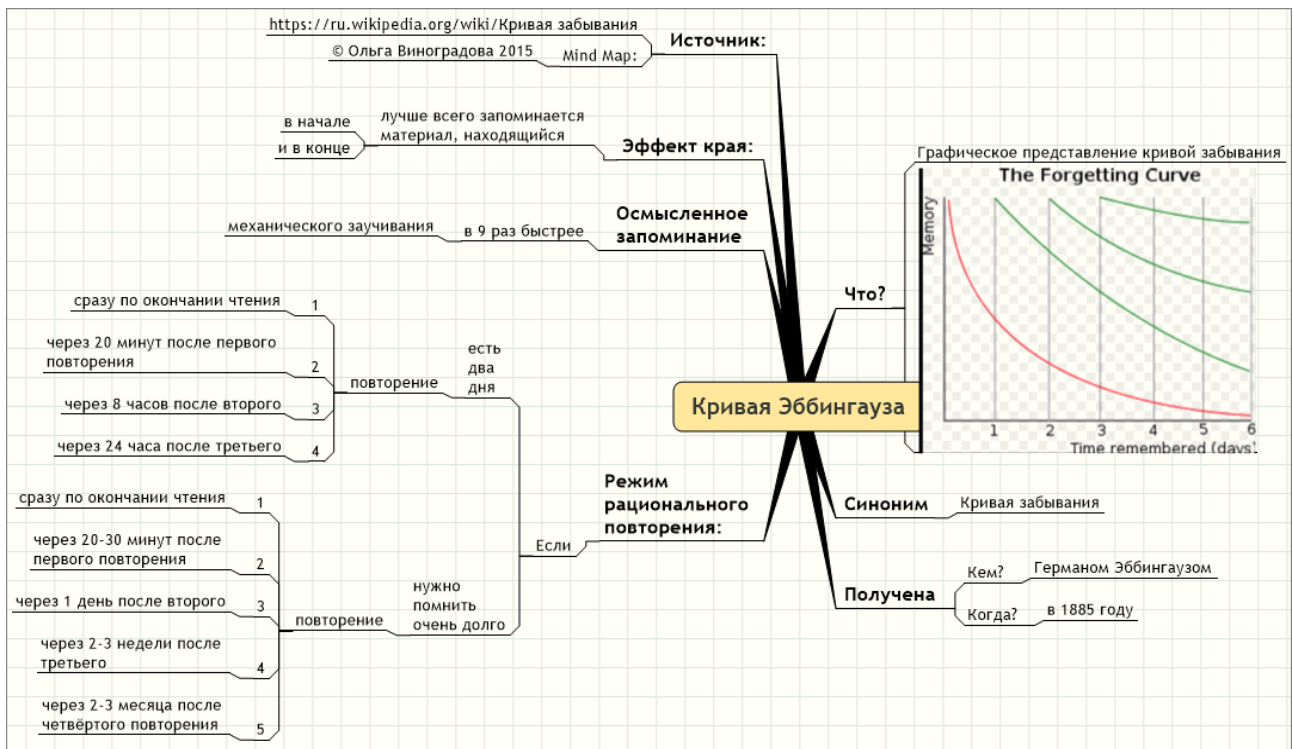 https://ru.wikipedia.org/wiki/Кривая забывания
Источник:
© Ольга Виноградова 2015
Mind Map:
Эффект края:
лучше всего запоминается
материал, находящийся
в начале
и в конце
Осмысленное
запоминание
в 9 раз быстрее
механического заучивания
Режим
рационального
повторения:
Если
есть
два
дня
повторение
1
сразу по окончании чтения
2
через 20 минут после первого
повторения
3
через 8 часов после второго
4
через 24 часа после третьего
нужно
помнить
очень долго
повторение
1
сразу по окончании чтения
2
через 20-30 минут после
первого повторения
3
через 1 день после второго
4
через 2-3 недели после
третьего
5
через 2-3 месяца после
четвёртого повторения
Кривая Эббингауза
Что?
Графическое представление кривой забывания
The Forgetting Curve
Memory
1 2 3 4 5 6
Time remembered (days)
Синоним
Кривая забывания
Получена
Кем?
Германом Эббингаузом
Когда?
в 1885 году